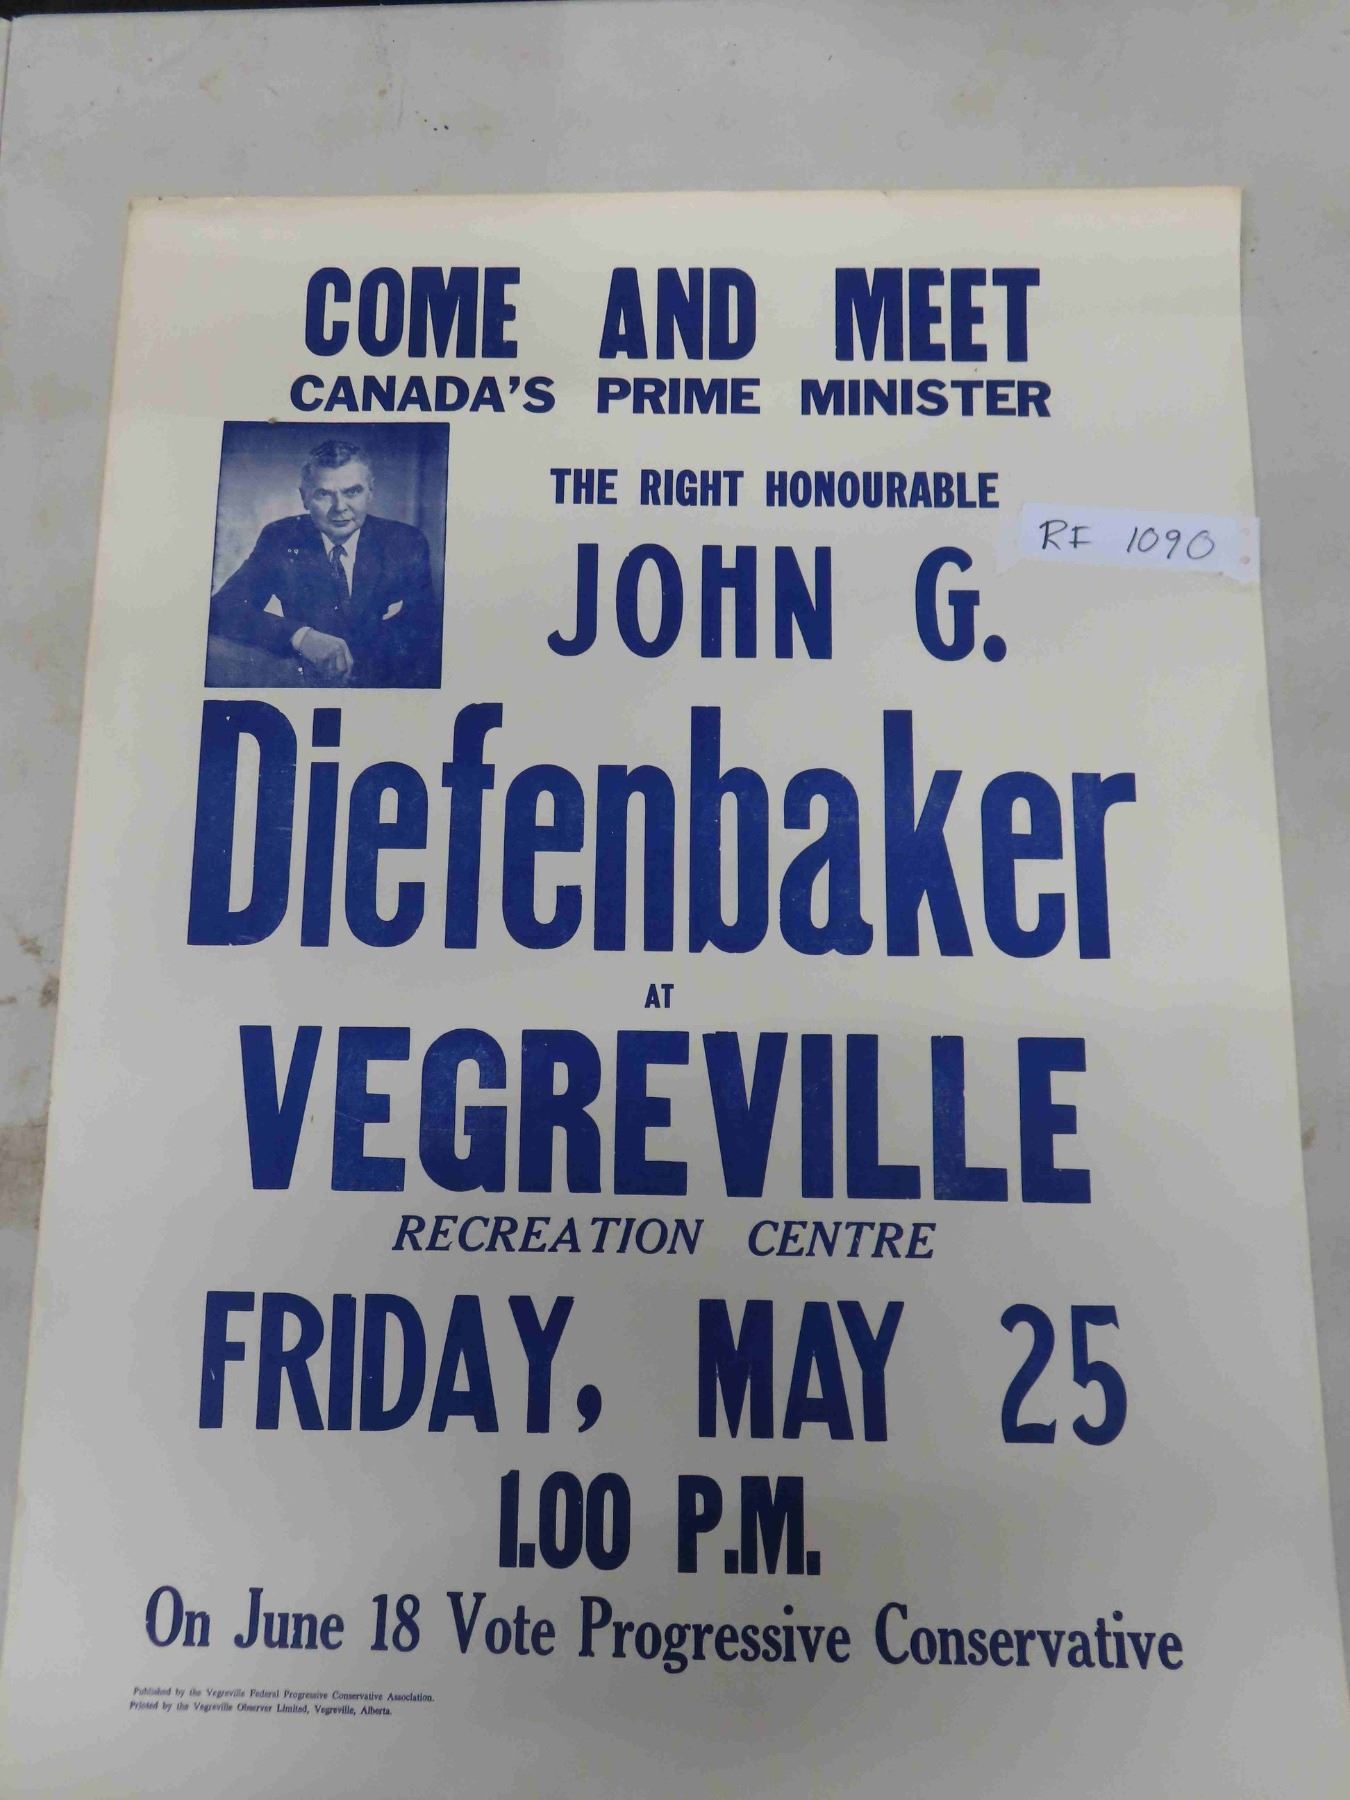 COME AND MEET
CANADA'S PRIME MINISTER
THE RIGHT HONOURABLE
RF 1090
JOHN G.
Diefenbaker
AT
VEGREVILLE
RECREATION CENTRE
FRIDAY, MAY 25
1.00 P.M.
On June 18 Vote Progressive Conservative
Published by the Vegreville Federal Progressive Conservative Association.
Printed by the Vegreville Observer Limited, Vegreville, Alberta.